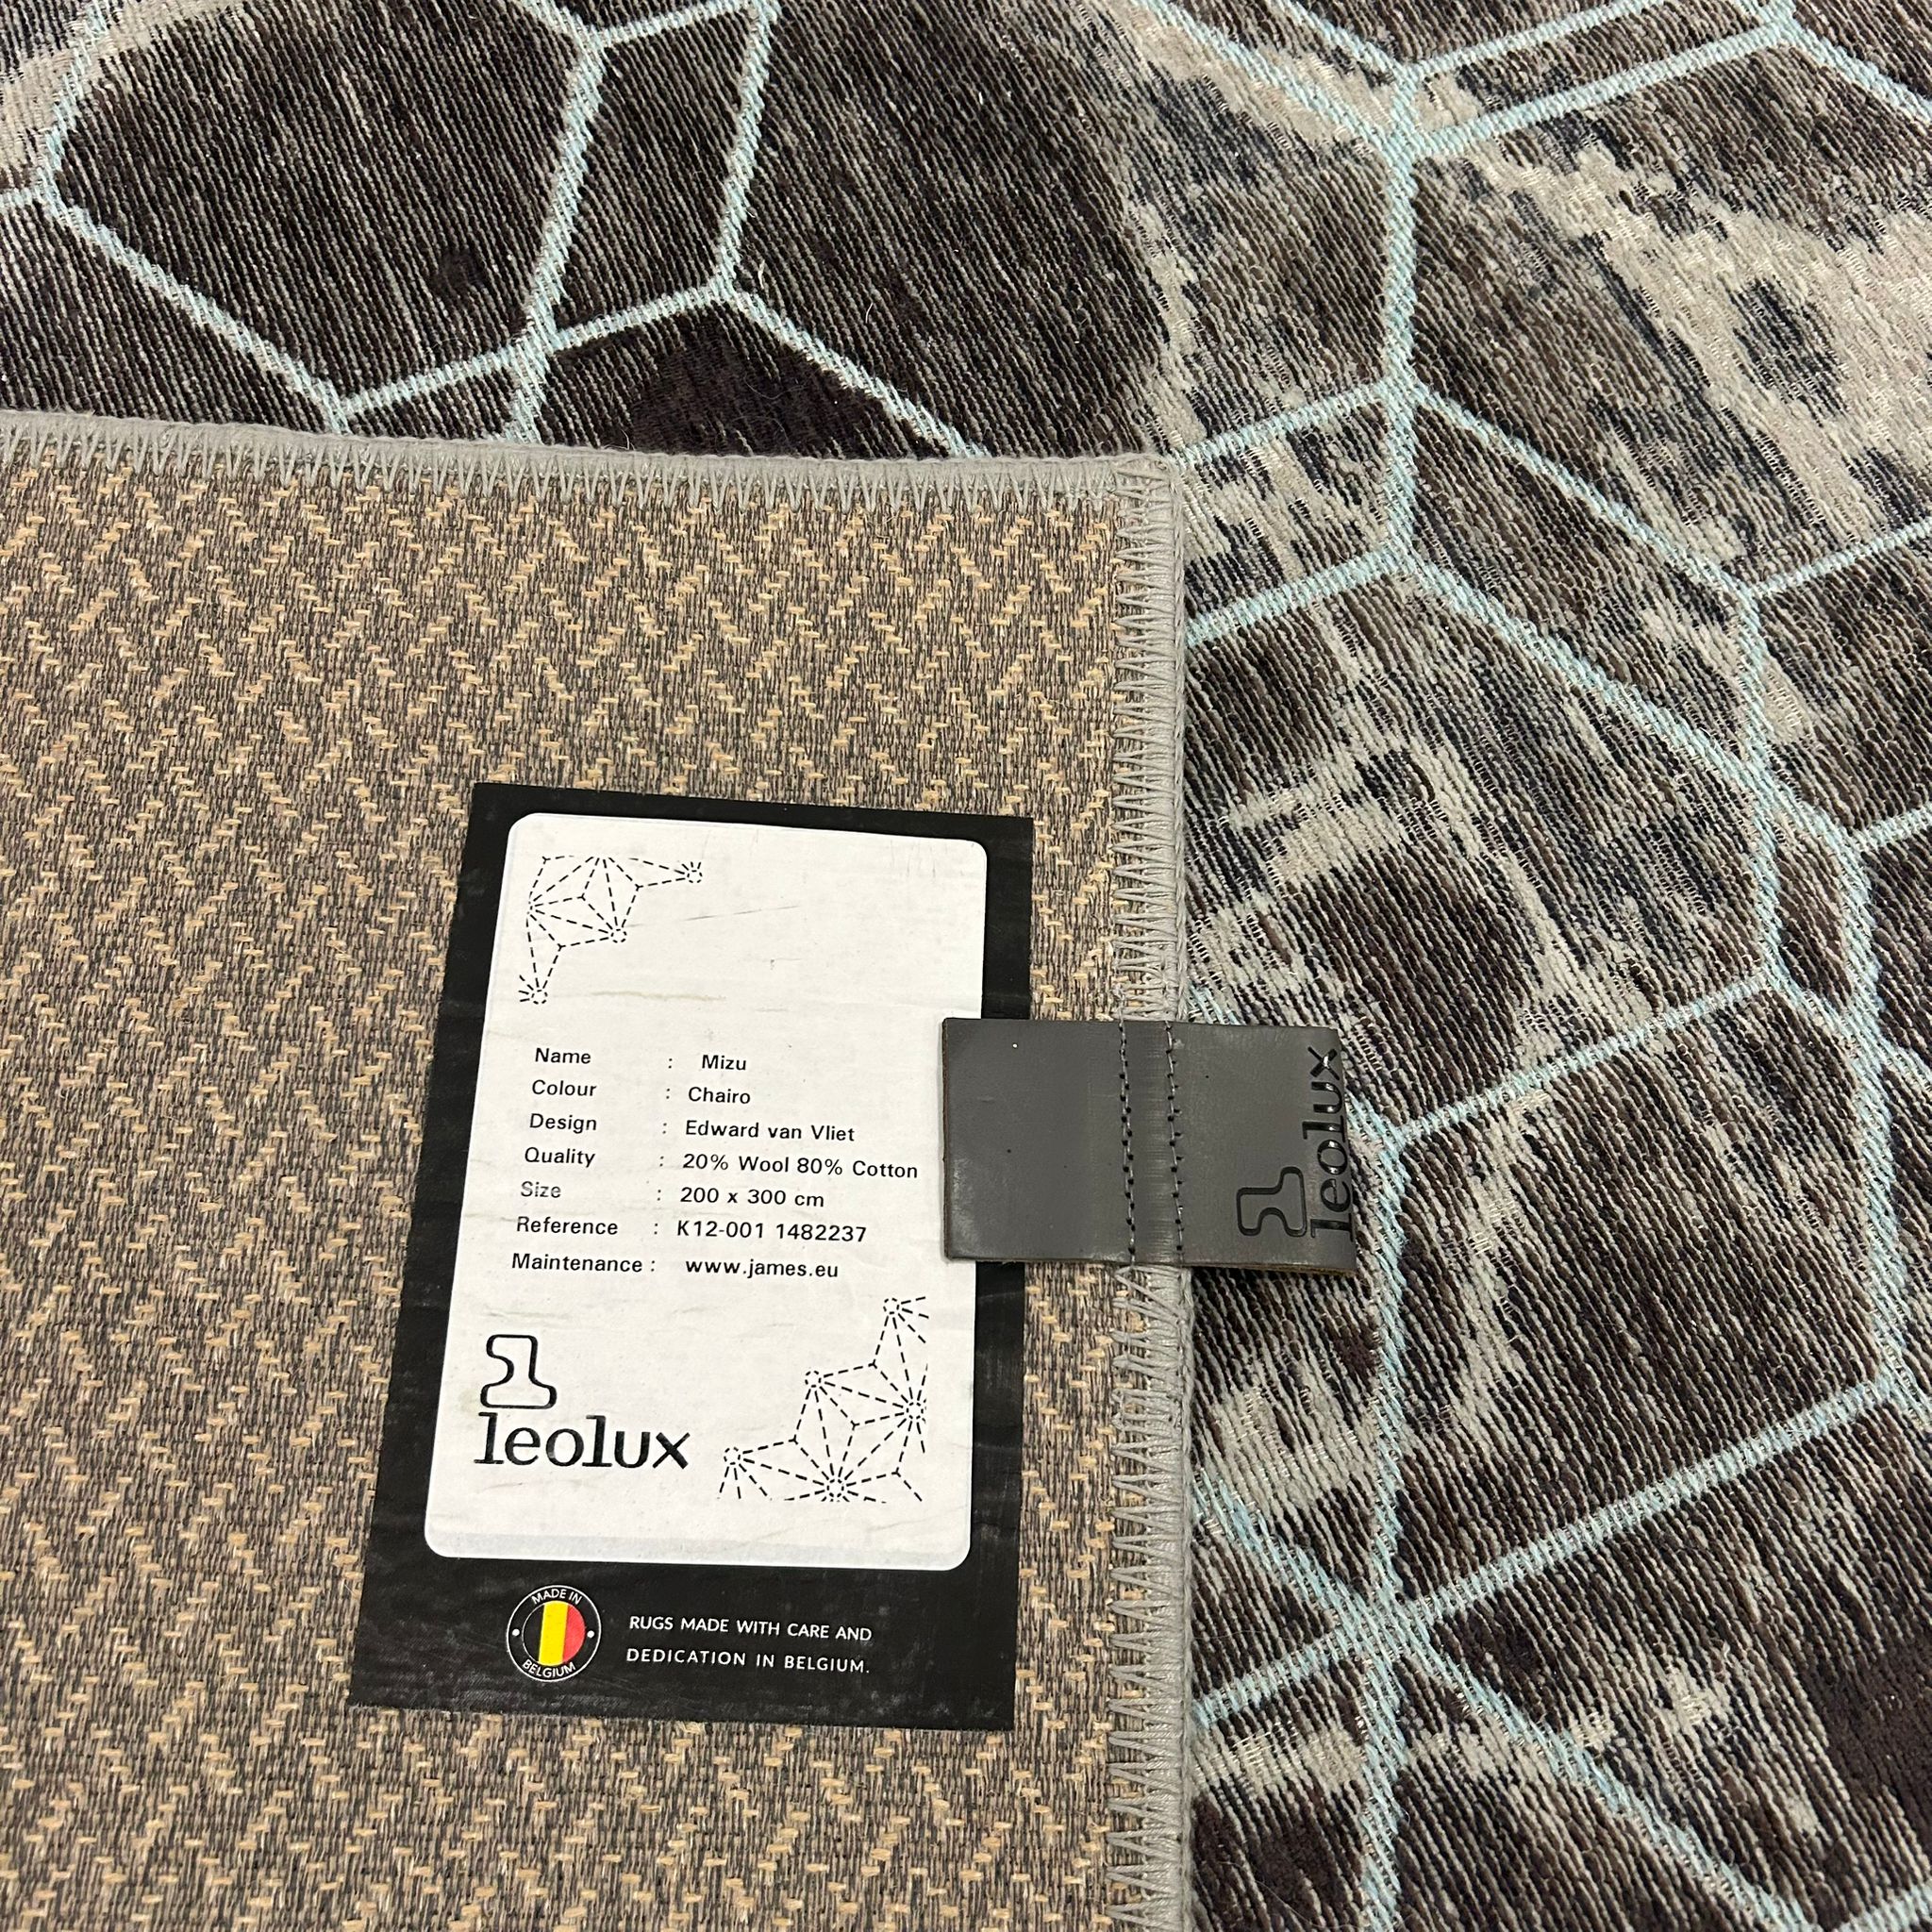 Name : Mizu
Colour : Chairo
Design : Edward van Vliet
Quality : 20% Wool 80% Cotton
Size : 200 x 300 cm
Reference : K12-001 1482237
Maintenance : www.james.eu
leolux
leolux
MADE IN
BELGIUM
RUGS MADE WITH CARE AND
DEDICATION IN BELGIUM.